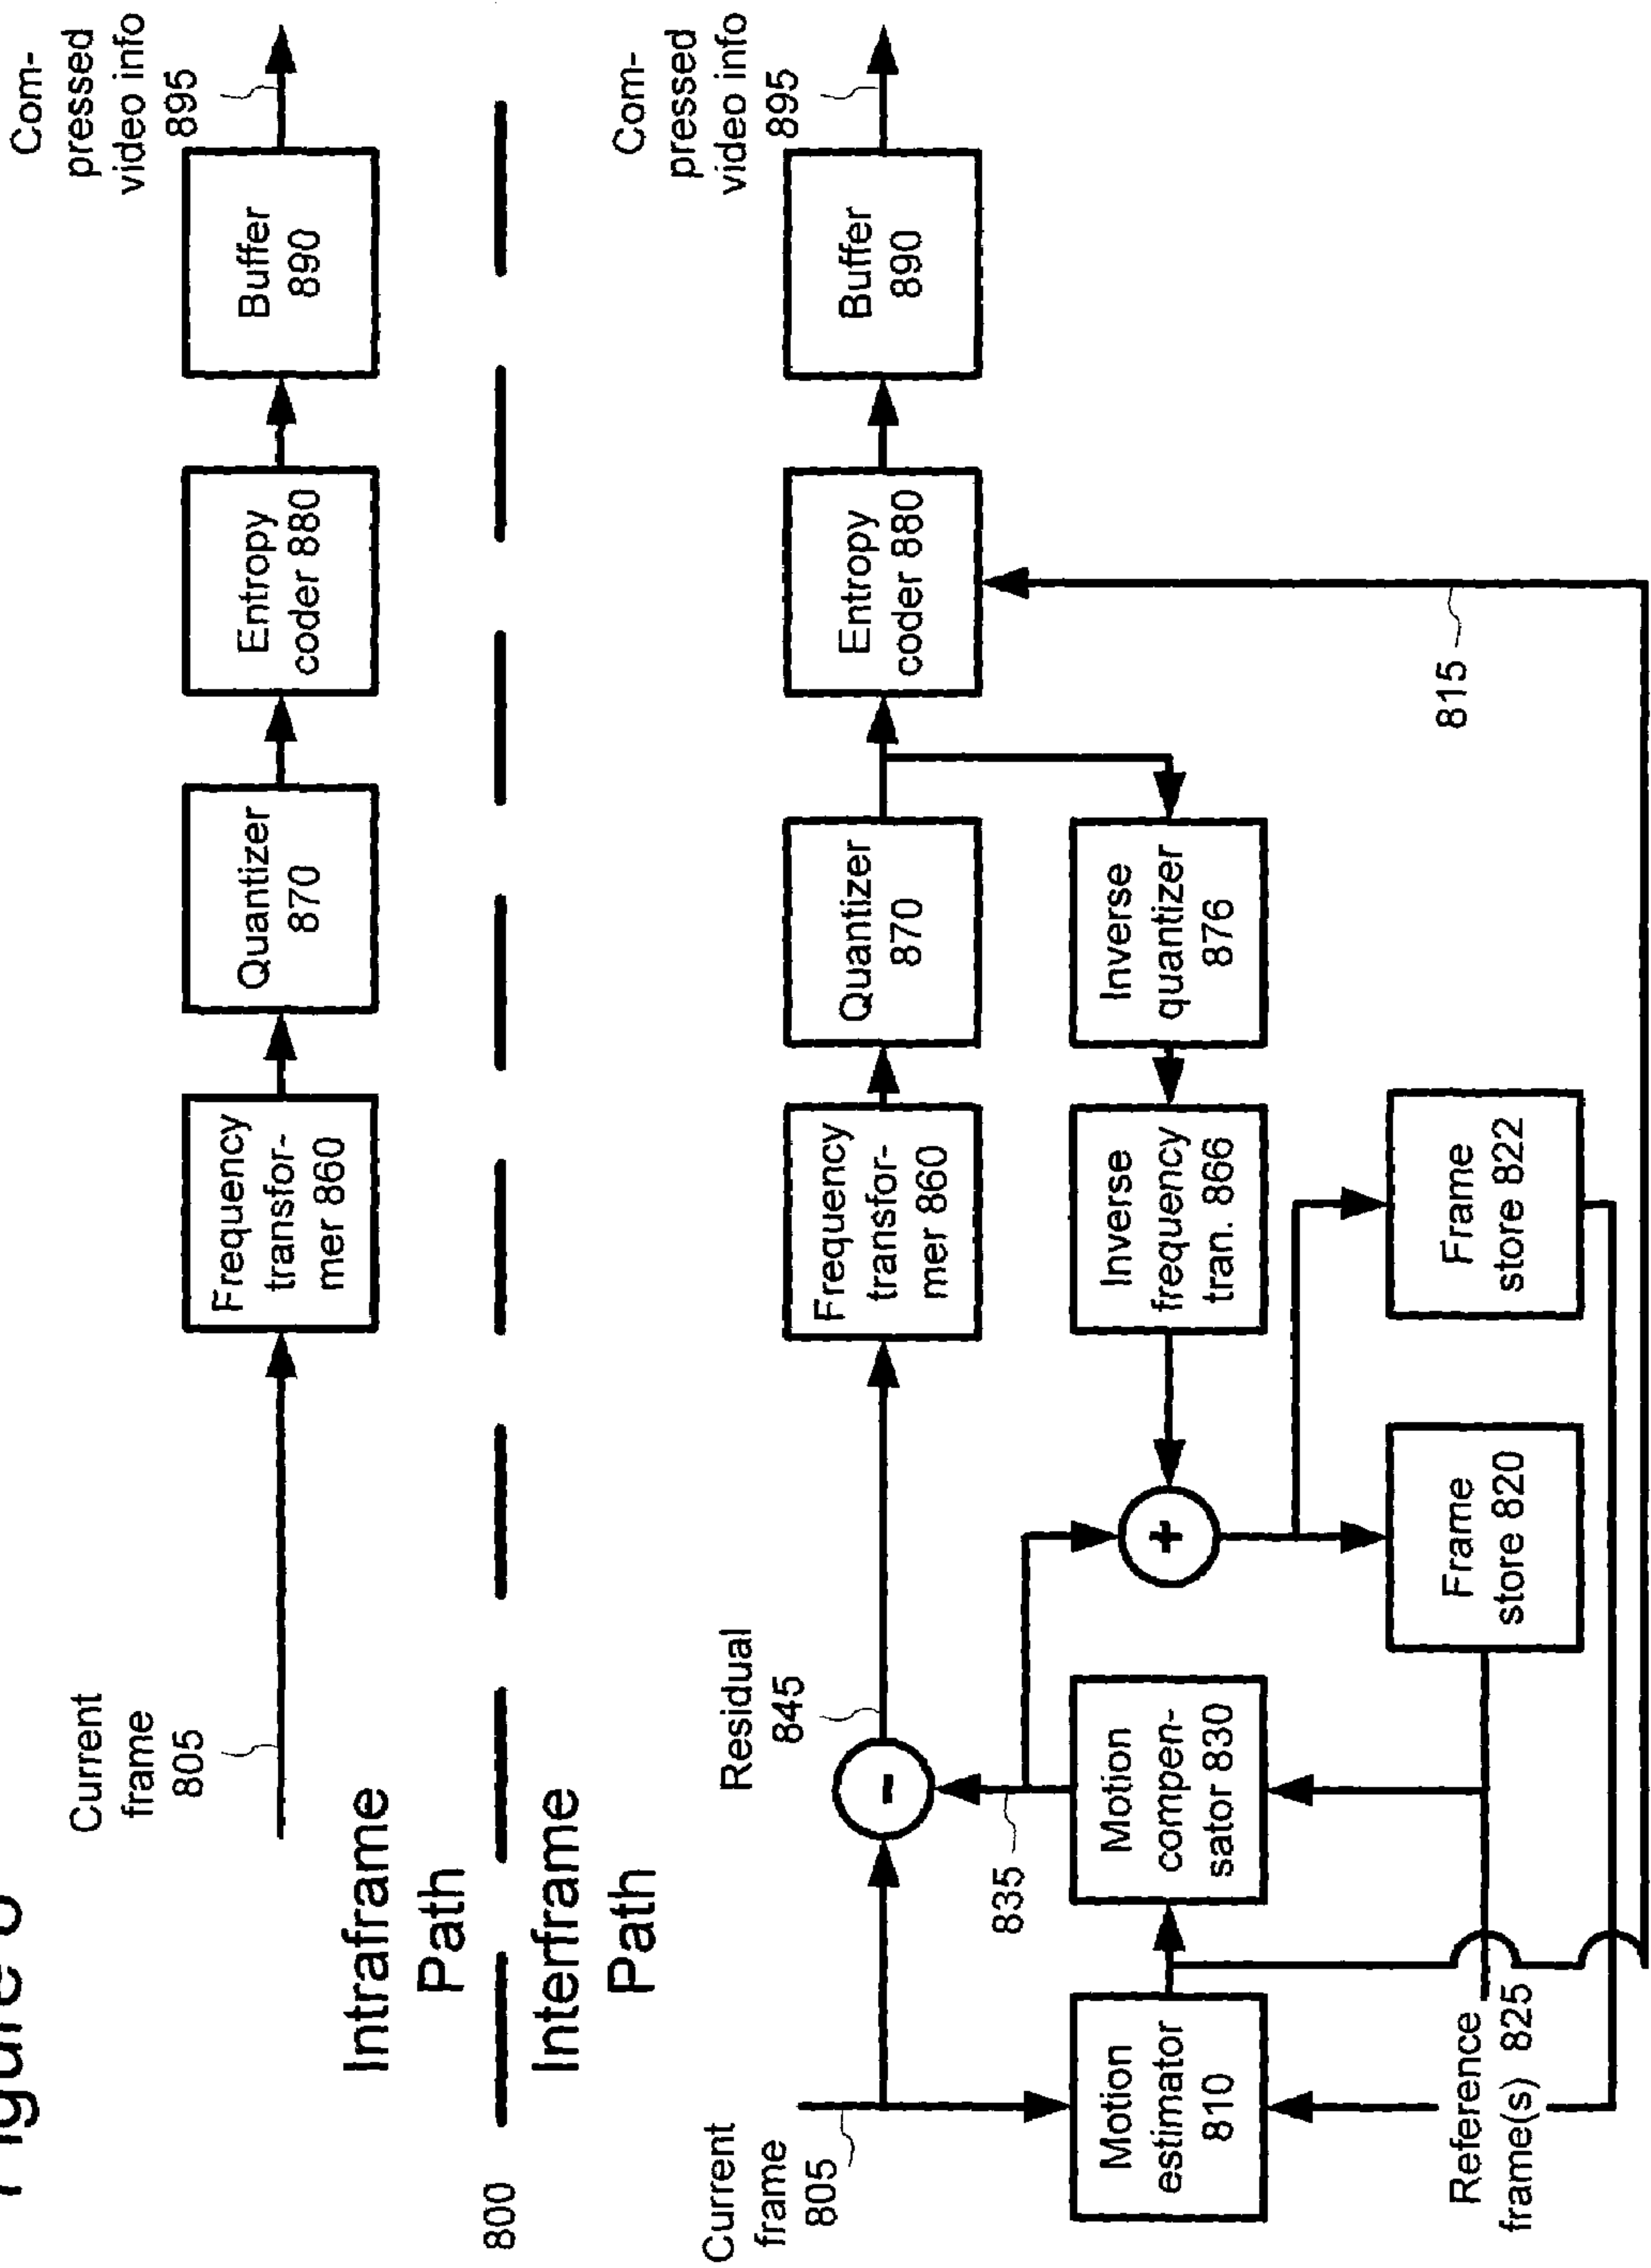 Current
frame
805
Frequency
transfor-
mer 860
Quantizer
870
Entropy
coder 880
Buffer
890
Com-
pressed
video info
895
Intraframe
Path
800
Interframe
Path
Current
frame
805
Residual
845
Frequency
transfor-
mer 860
Quantizer
870
Entropy
coder 880
Buffer
890
Com-
pressed
video info
895
-
835
Motion
estimator
810
Motion
compen-
sator 830
+
Inverse
frequency
tran. 866
Inverse
quantizer
876
815
Reference
frame(s) 825
Frame
store 820
Frame
store 822